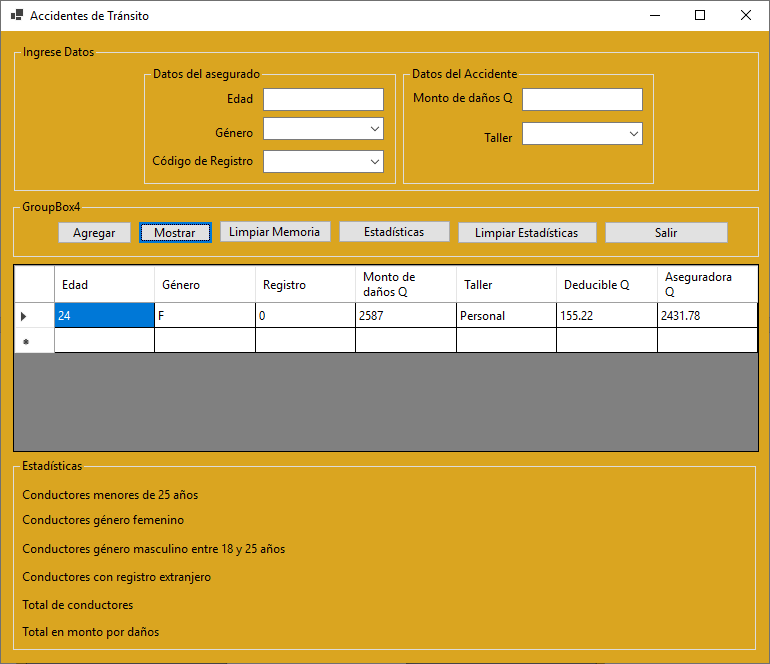 Accidentes de Tránsito
Ingrese Datos
Datos del asegurado
Edad
Género
Código de Registro
Datos del Accidente
Monto de daños Q
Taller
GroupBox4
Agregar Mostrar Limpiar Memoria Estadísticas Limpiar Estadísticas Salir
Edad Género Registro Monto de daños Q Taller Deducible Q Aseguradora Q
24 F 0 2587 Personal 155.22 2431.78
Estadísticas
Conductores menores de 25 años
Conductores género femenino
Conductores género masculino entre 18 y 25 años
Conductores con registro extranjero
Total de conductores
Total en monto por daños